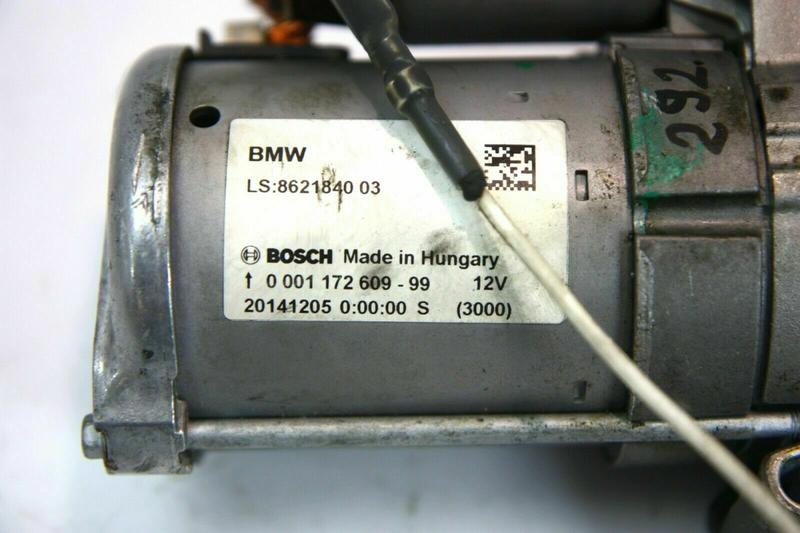 BMW
LS:8621840 03
BOSCH Made in Hungary
↑ 0 001 172 609 - 99 12V
20141205 0:00:00 S (3000)
292